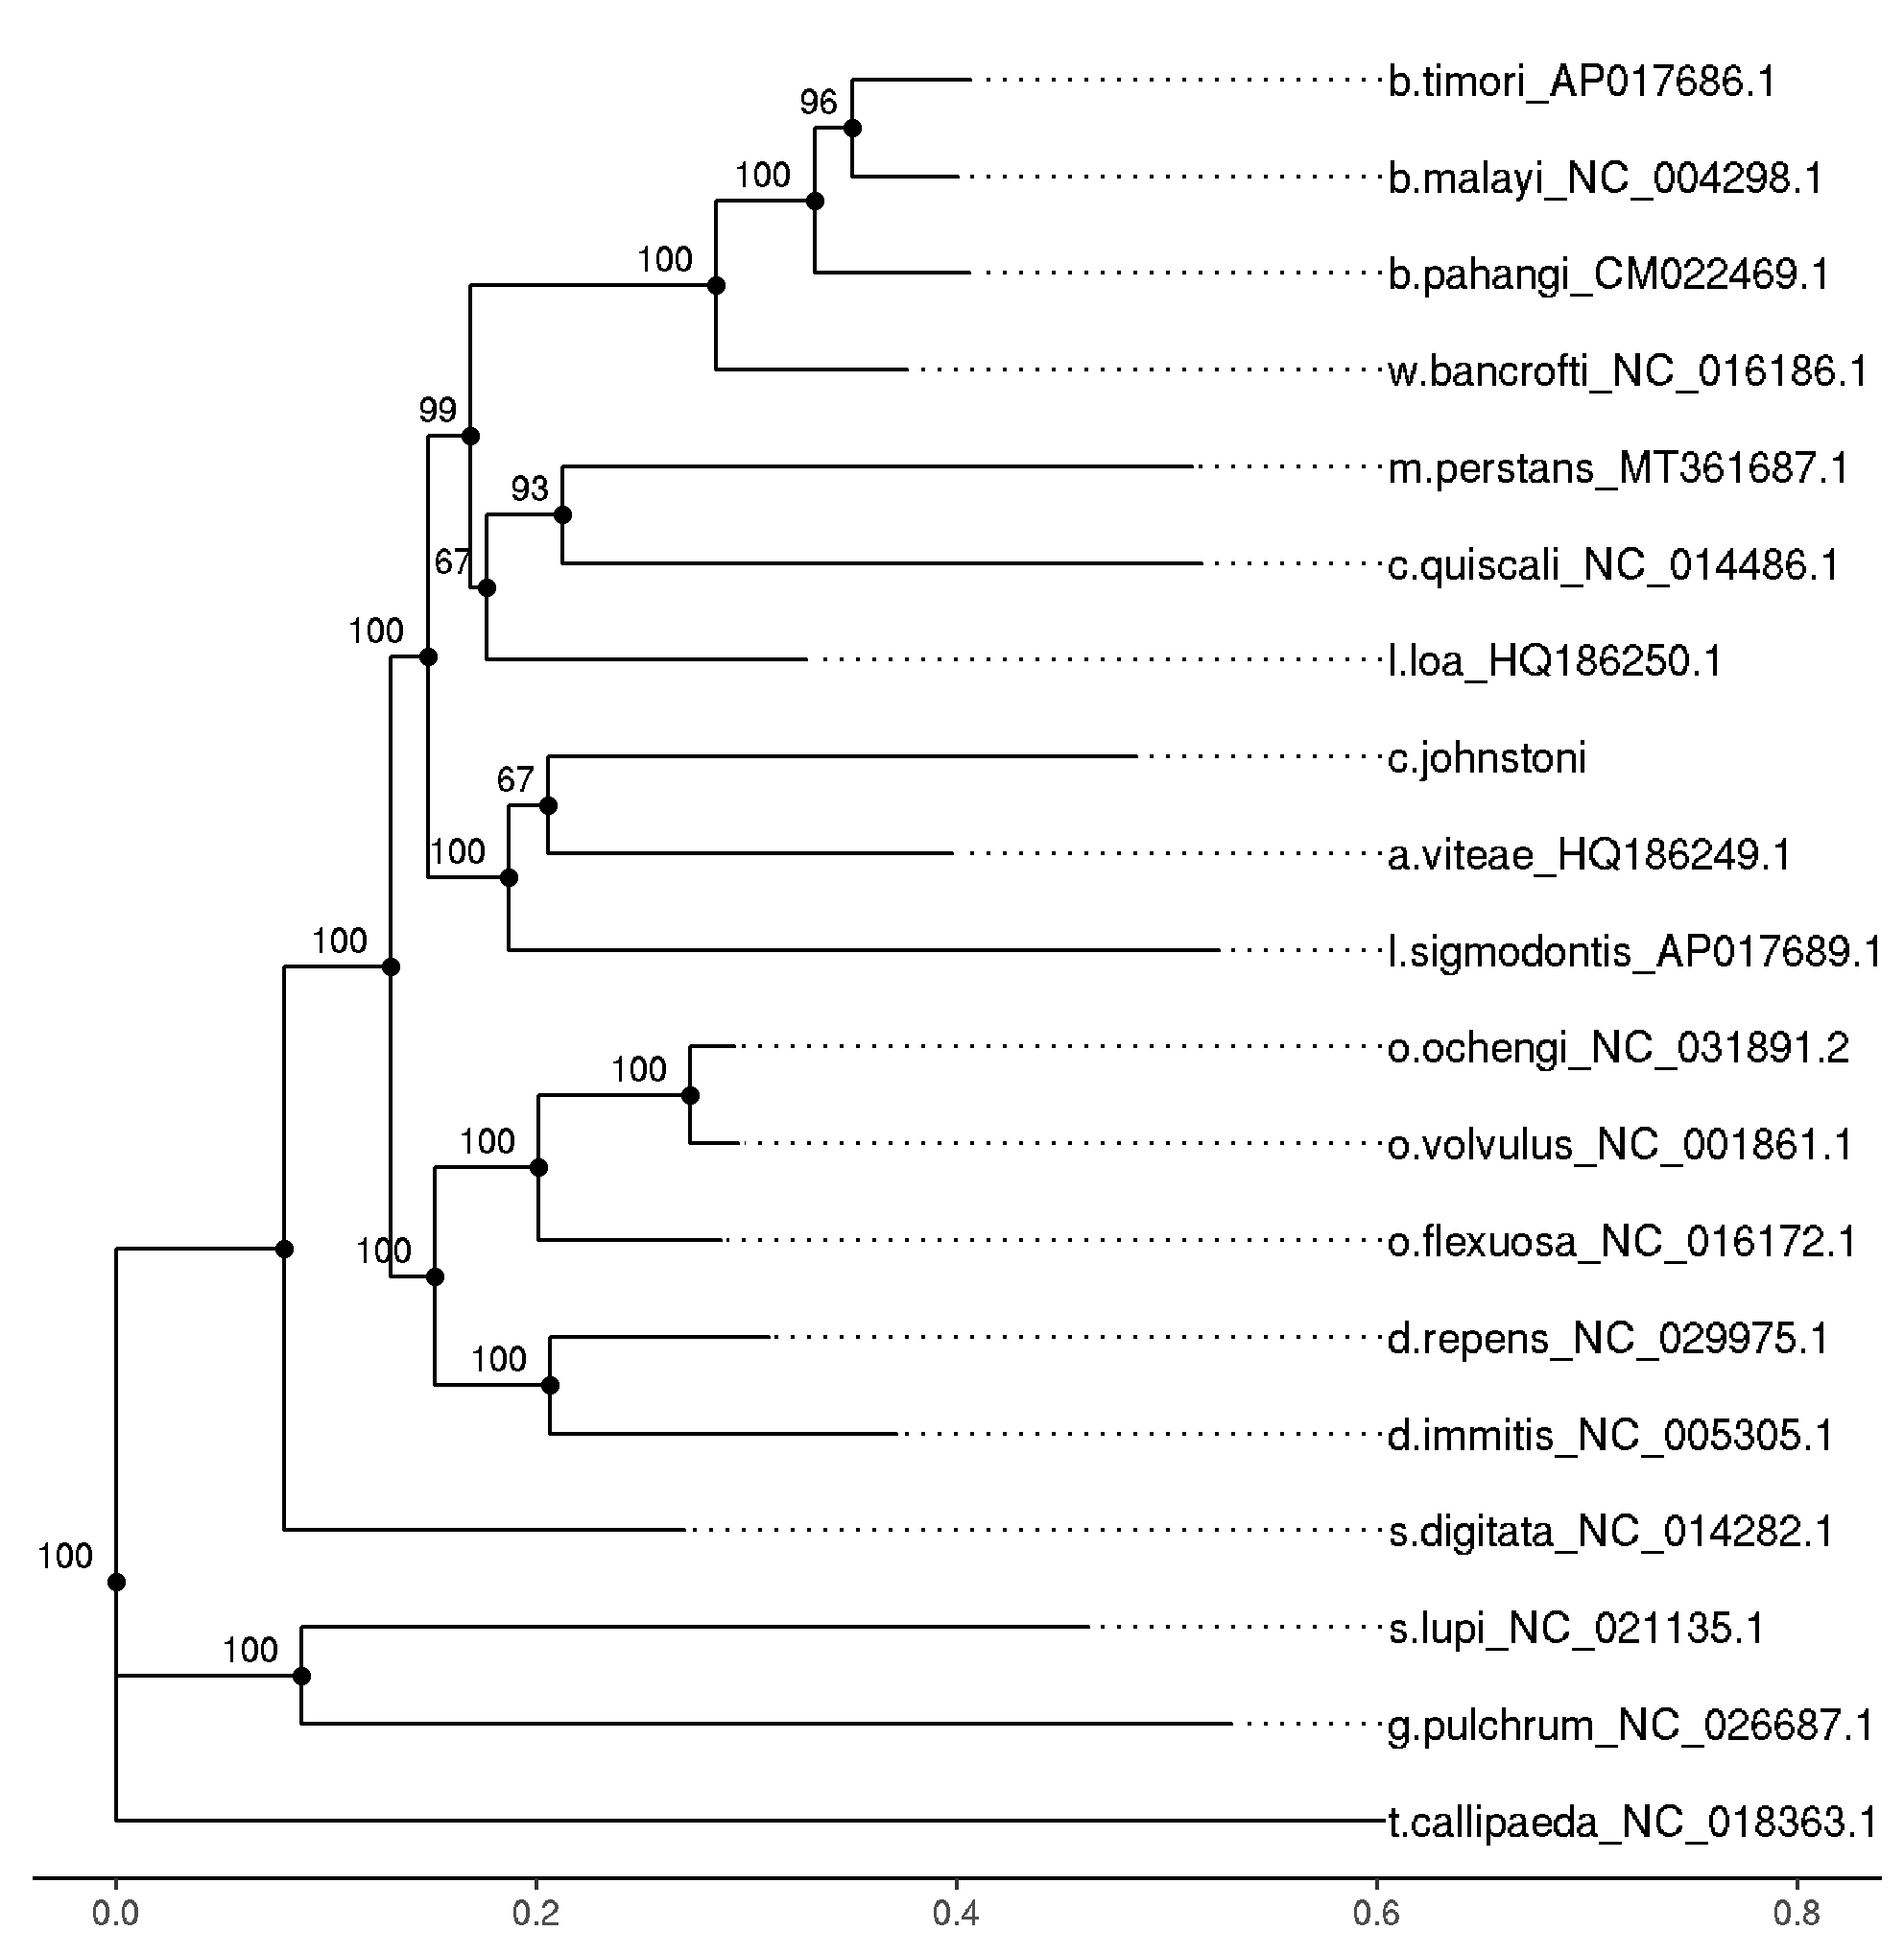 b.timori_AP017686.1
96
b.malayi_NC_004298.1
100
b.pahangi_CM022469.1
100
w.bancrofti_NC_016186.1
99
m.perstans_MT361687.1
93
c.quiscali_NC_014486.1
67
100
l.loa_HQ186250.1
c.johnstoni
67
a.viteae_HQ186249.1
100
l.sigmodontis_AP017689.1
100
o.ochengi_NC_031891.2
100
o.volvulus_NC_001861.1
100
o.flexuosa_NC_016172.1
100
d.repens_NC_029975.1
100
d.immitis_NC_005305.1
s.digitata_NC_014282.1
100
s.lupi_NC_021135.1
100
g.pulchrum_NC_026687.1
t.callipaeda_NC_018363.1
0.0 0.2 0.4 0.6 0.8